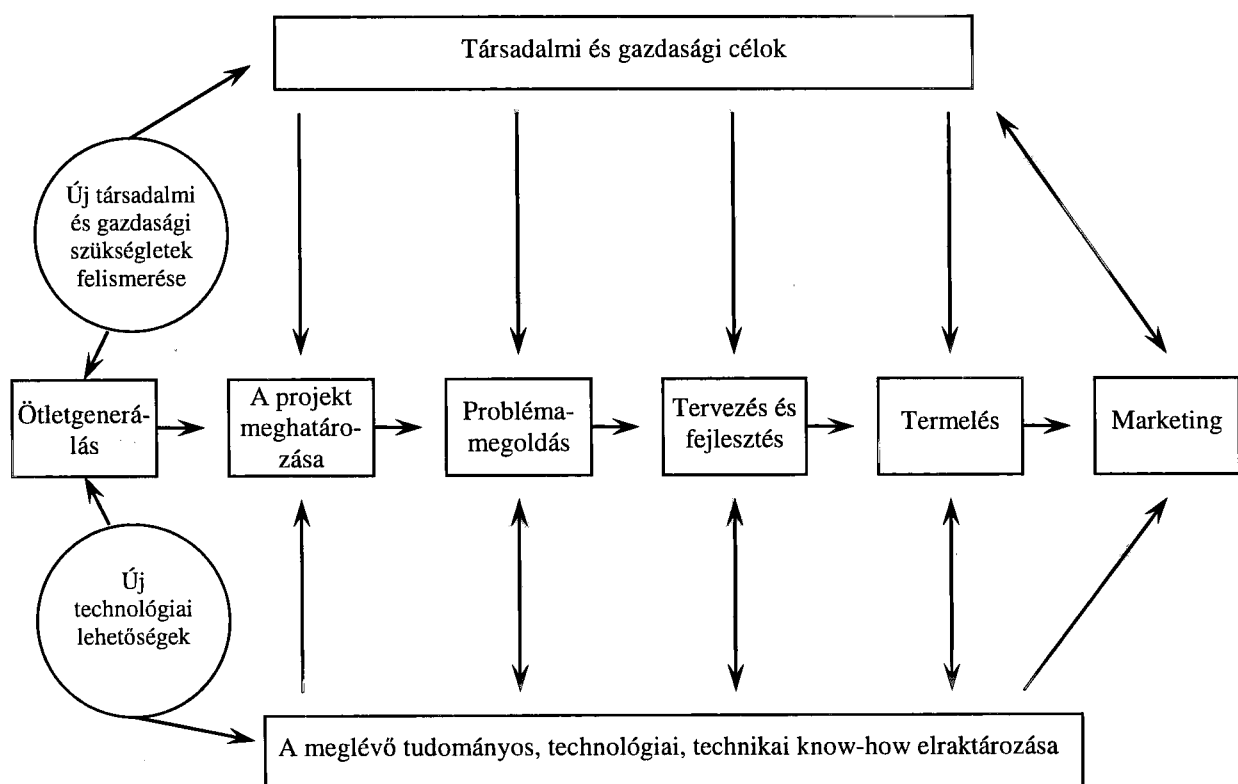 Társadalmi és gazdasági célok
Új társadalmi
és gazdasági
szükségletek
felismerése
Ötletgenerá-
lás
A projekt
meghatáro-
zása
Probléma-
megoldás
Tervezés és
fejlesztés
Termelés
Marketing
Új
technológiai
lehetőségek
A meglévő tudományos, technológiai, technikai know-how elraktározása